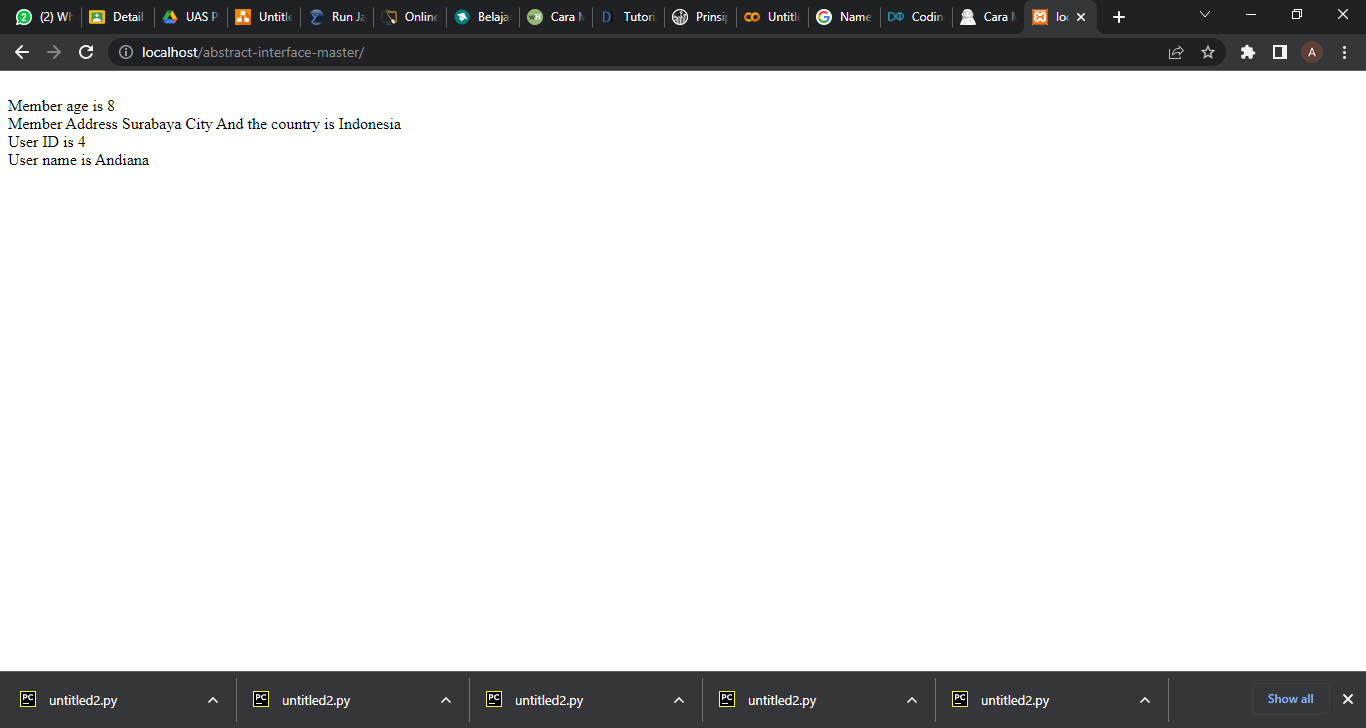 (2) Wh
Detail
UAS P
Untitle
Run Ja
Online
Belaja
Cara M
Tutori
Prinsip
Untitle
Name
Coding
Cara M
loc
localhost/abstract-interface-master/
A
Member age is 8
Member Address Surabaya City And the country is Indonesia
User ID is 4
User name is Andiana
untitled2.py
untitled2.py
untitled2.py
untitled2.py
untitled2.py
Show all